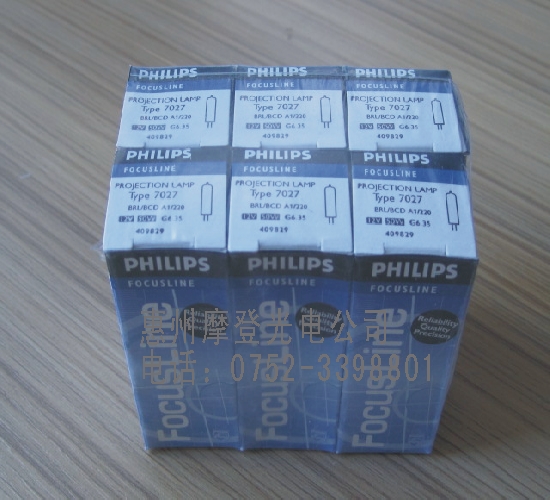 PHILIPS
FOCUSLINE
PROJECTION LAMP
Type 7027
BRL/BCD A1/220
12V 50W G6.35
409829
PHILIPS
FOCUSLINE
PROJECTION LAMP
Type 7027
BRL/BCD A1/220
12V 50W G6.35
409829
PHILIPS
FOCUSLINE
PROJECTION LAMP
Type 7027
BRL/BCD A1/220
12V 50W G6.35
409829
PHILIPS
FOCUSLINE
PROJECTION LAMP
Type 7027
BRL/BCD A1/220
12V 50W G6.35
409829
PHILIPS
FOCUSLINE
PROJECTION LAMP
Type 7027
BRL/BCD A1/220
12V 50W G6.35
409829
PHILIPS
FOCUSLINE
PROJECTION LAMP
Type 7027
BRL/BCD A1/220
12V 50W G6.35
409829
PHILIPS
FOCUSLINE
FocusLine
PHILIPS
FOCUSLINE
FocusLine
Reliability
Quality
Precision
PHILIPS
FOCUSLINE
FocusLine
Reliability
Quality
Precision
惠州摩登光电公司
电话：0752-3398801